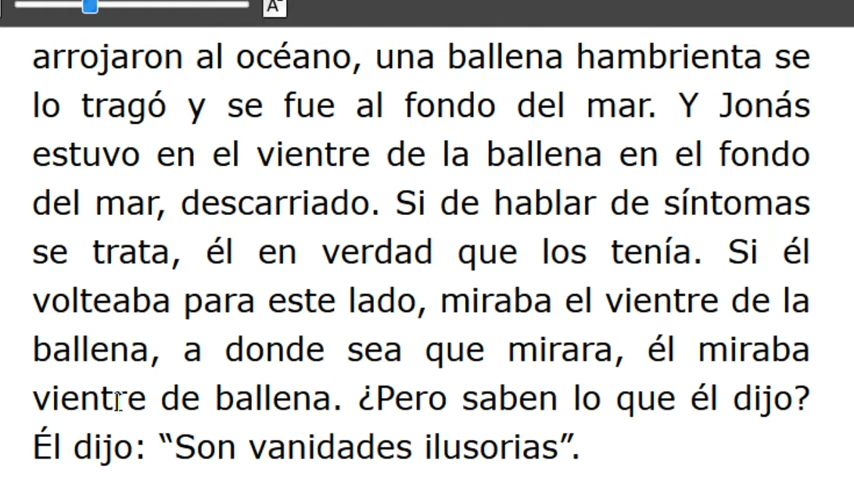 A
arrojaron al océano, una ballena hambrienta se
lo tragó y se fue al fondo del mar. Y Jonás
estuvo en el vientre de la ballena en el fondo
del mar, descarriado. Si de hablar de síntomas
se trata, él en verdad que los tenía. Si él
volteaba para este lado, miraba el vientre de la
ballena, a donde sea que mirara, él miraba
vientre de ballena. ¿Pero saben lo que él dijo?
Él dijo: “Son vanidades ilusorias”.